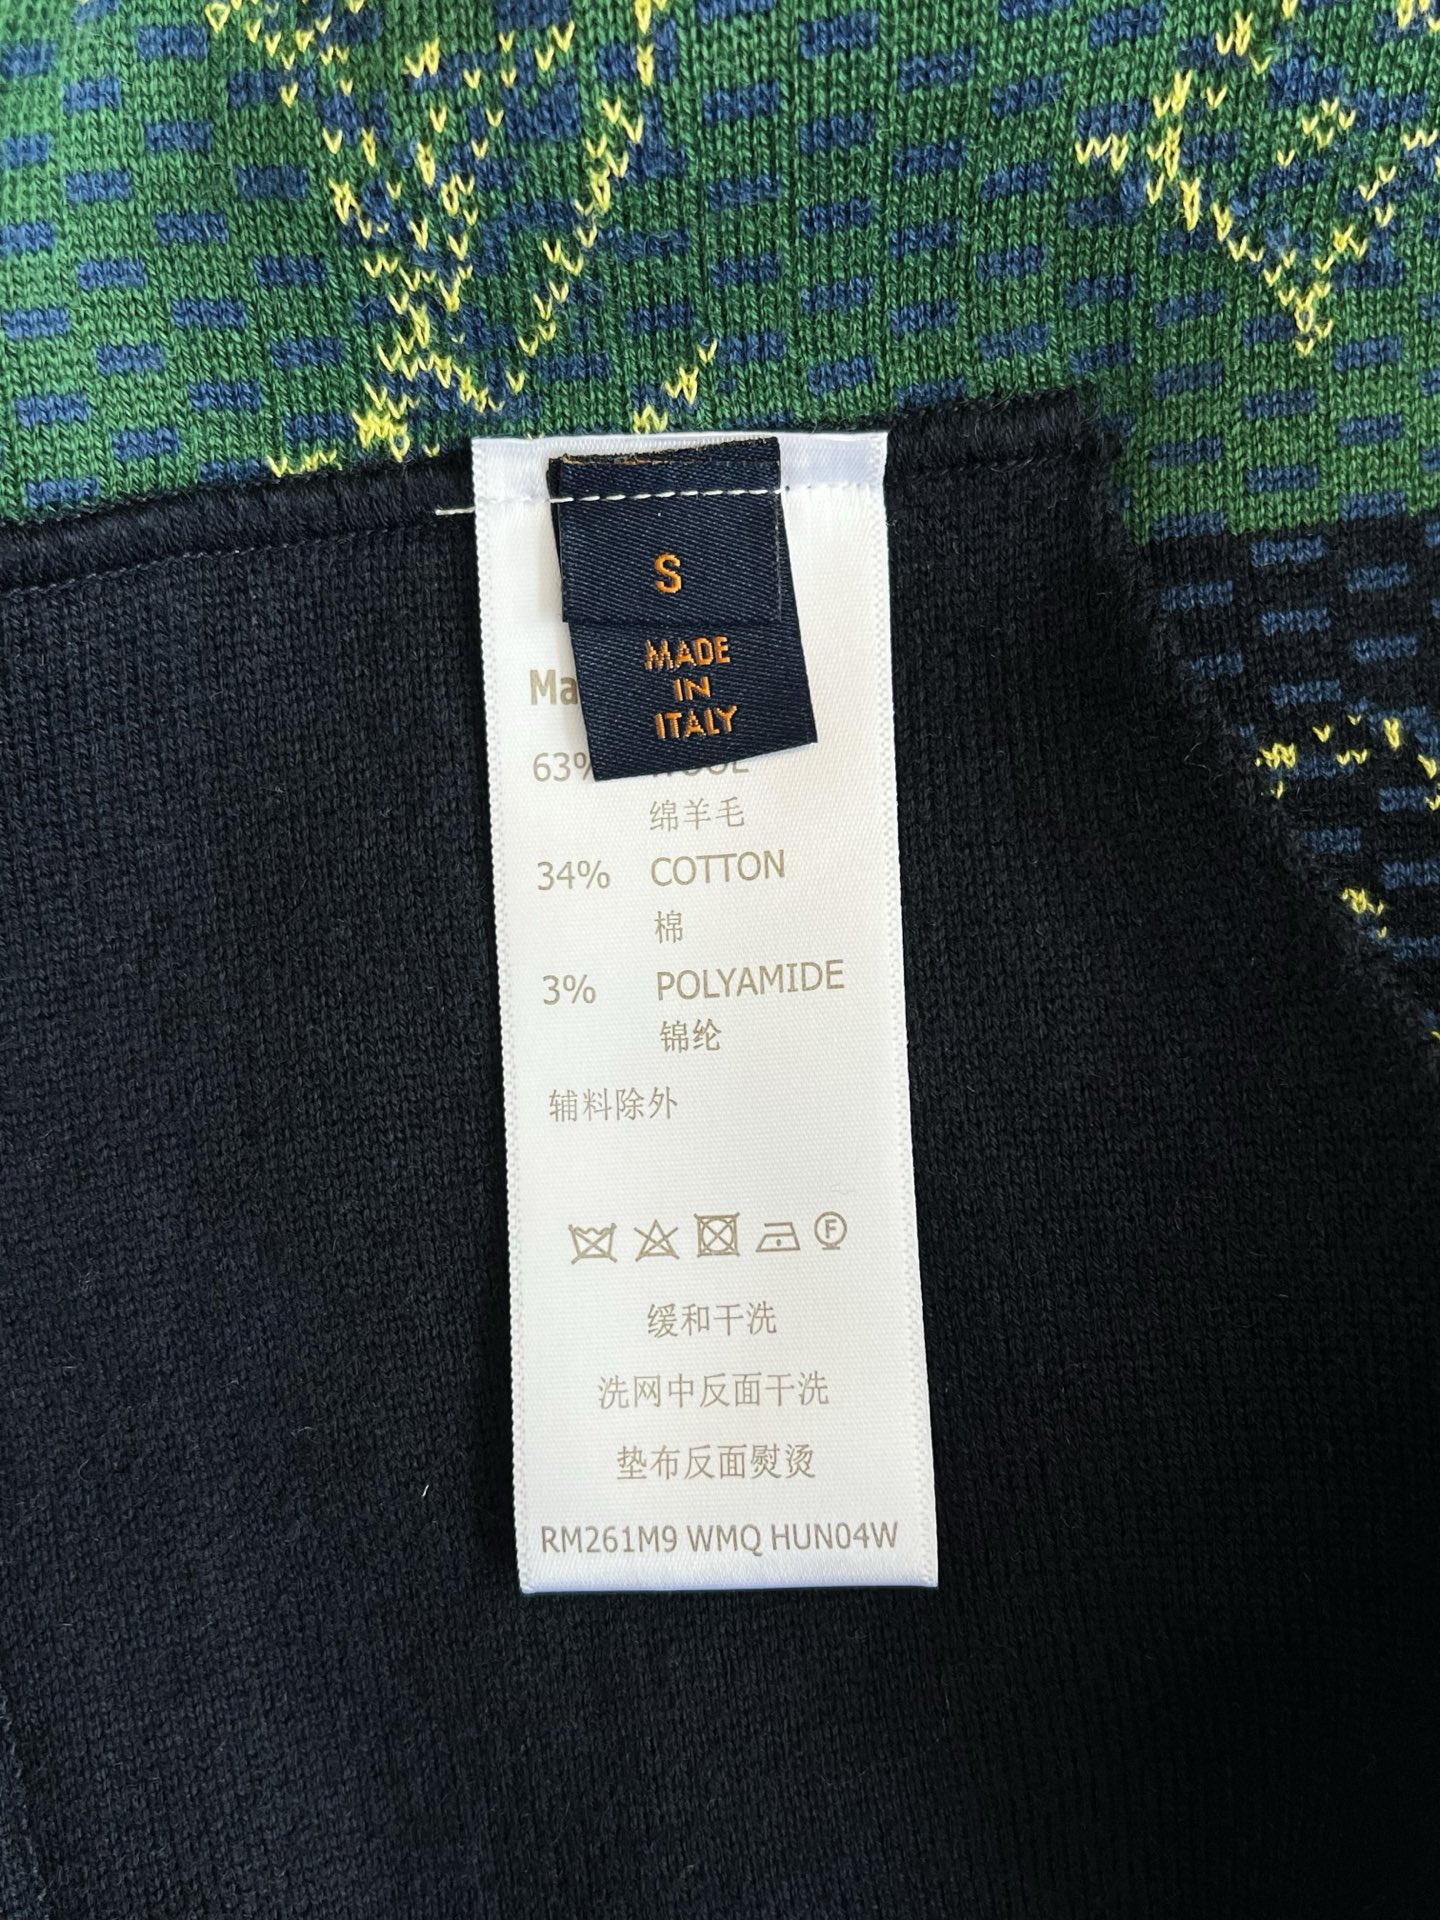 S
MADE
IN
ITALY
63%
绵羊毛
34% COTTON
棉
3% POLYAMIDE
锦纶
辅料除外
F
缓和干洗
洗网中反面干洗
垫布反面熨烫
RM261M9 WMQ HUN04W